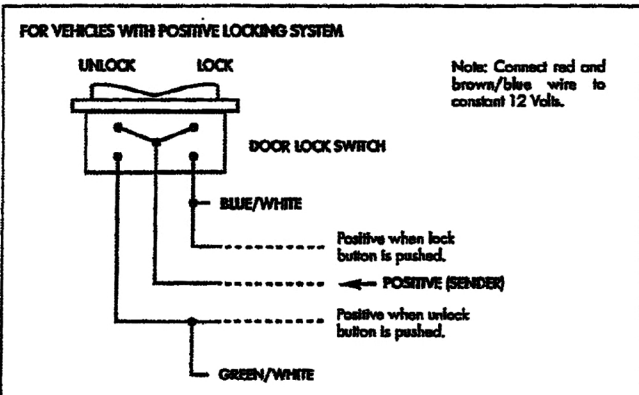 FOR VEHICLES WITH POSITIVE LOCKING SYSTEM
UNLOCK LOCK
Note: Connect red and
brown/blue wire to
constant 12 Volts.
DOOR LOCK SWITCH
BLUE/WHITE
Positive when lock
button is pushed.
POSITIVE (SENDER)
Positive when unlock
button is pushed.
GREEN/WHITE